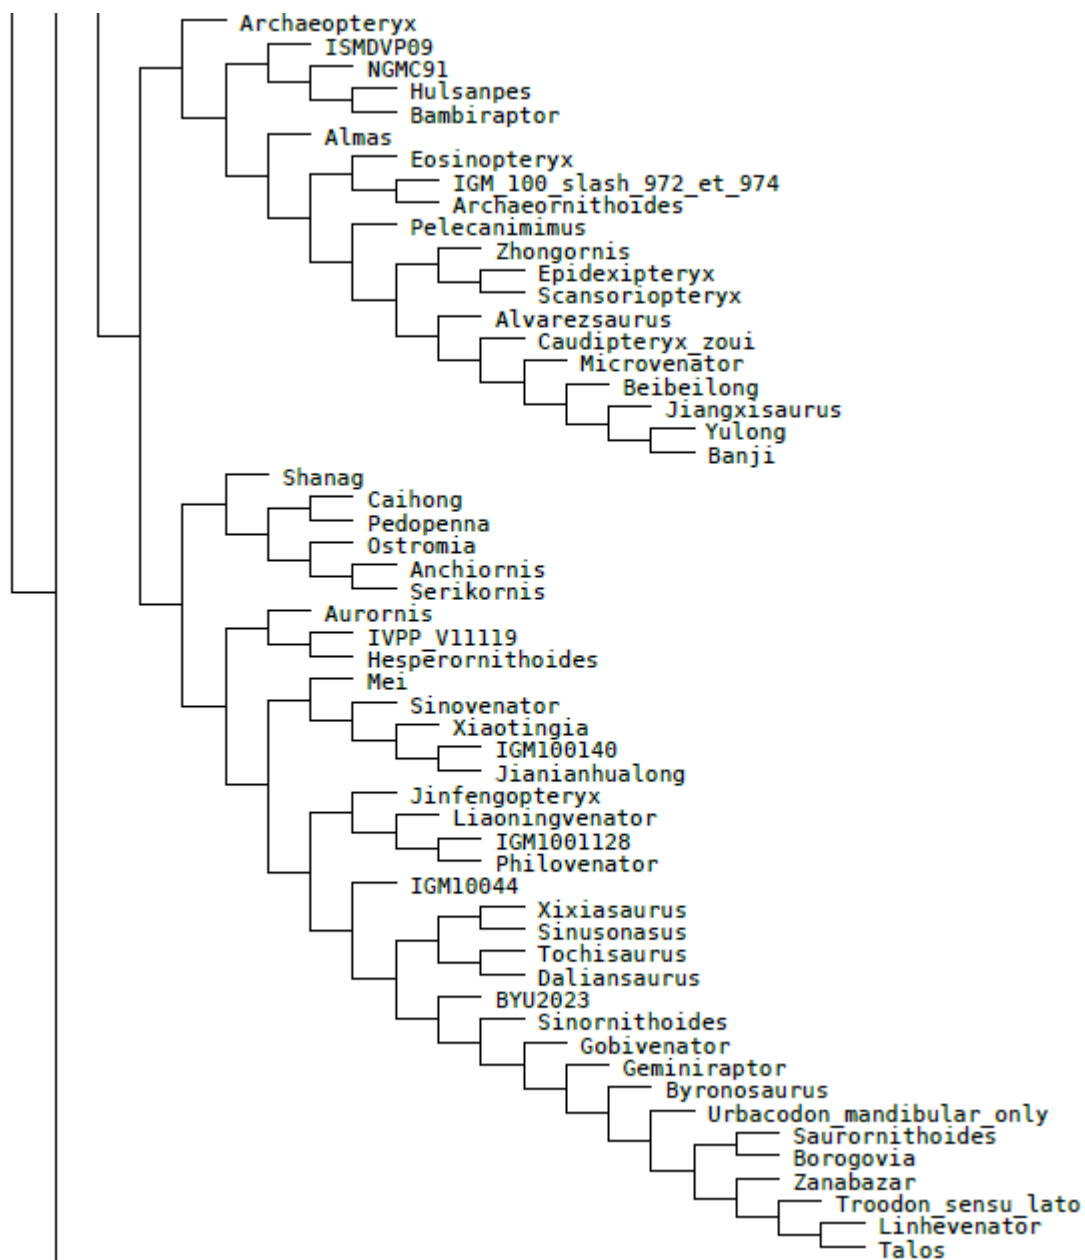 Archaeopteryx
ISMDVP09
NGMC91
Hulsanpes
Bambiraptor
Almas
Eosinopteryx
IGM_100_slash_972_et_974
Archaeornithoides
Pelecanimimus
Zhongornis
Epidexipteryx
Scansoriopteryx
Alvarezsaurus
Caudipteryx_zoui
Microvenator
Beibeilong
Jiangxisaurus
Yulong
Banji
Shanag
Caihong
Pedopenna
Ostromia
Anchiornis
Serikornis
Aurornis
IVPP_V11119
Hesperornithoides
Mei
Sinovenator
Xiaotingia
IGM100140
Jianianhualong
Jinfengopteryx
Liaoningvenator
IGM1001128
Philovenator
IGM10044
Xixiasaurus
Sinusonasus
Tochisaurus
Daliansaurus
BYU2023
Sinornithoides
Gobivenator
Geminiraptor
Byronosaurus
Urbacodon_mandibular_only
Saurornithoides
Borogovia
Zanabazar
Troodon_sensu_lato
Linhevenator
Talos